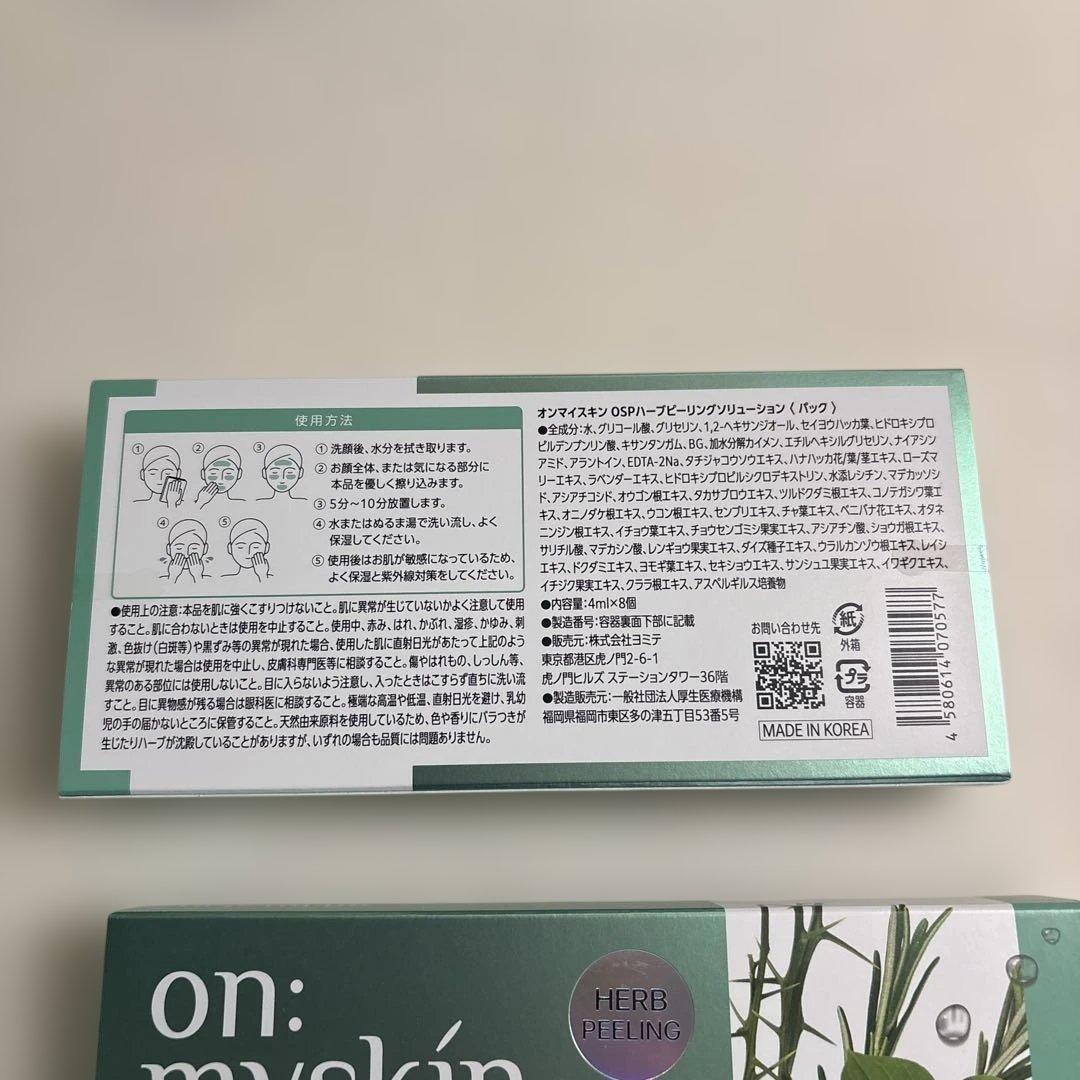 使用方法
① ② ③
④ ⑤
① 洗顔後、水分を拭き取ります。
② お顔全体、または気になる部分に
本品を優しく擦り込みます。
③ 5分〜10分放置します。
④ 水またはぬるま湯で洗い流し、よく
保湿してください。
⑤ 使用後はお肌が敏感になっているため、
よく保湿と紫外線対策をしてください。
●使用上の注意：本品を肌に強くこすりつけないこと。肌に異常が生じていないかよく注意して使用
すること。肌に合わないときは使用を中止すること。使用中、赤み、はれ、かぶれ、湿疹、かゆみ、刺
激、色抜け(白斑等)や黒ずみ等の異常が現れた場合、使用した肌に直射日光があたって上記のよう
な異常が現れた場合は使用を中止し、皮膚科専門医等に相談すること。傷やはれもの、しっしん等、
異常のある部位には使用しないこと。目に入らないよう注意し、入ったときはこすらず直ちに洗い流
すこと。目に異物感が残る場合は眼科医に相談すること。極端な高温や低温、直射日光を避け、乳幼
児の手の届かないところに保管すること。天然由来原料を使用しているため、色や香りにバラつきが
生じたりハーブが沈殿していることがありますが、いずれの場合も品質には問題ありません。
オンマイスキン OSPハーブピーリングソリューション〈 パック 〉
●全成分：水、グリコール酸、グリセリン、1,2-ヘキサンジオール、セイヨウハッカ葉、ヒドロキシプロ
ピルデンプンリン酸、キサンタンガム、BG、加水分解カイメン、エチルヘキシルグリセリン、ナイアシン
アミド、アラントイン、EDTA-2Na、タチジャコウソウエキス、ハナハッカ花/葉/茎エキス、ローズマ
リーエキス、ラベンダーエキス、ヒドロキシプロピルシクロデキストリン、水添レシチン、マデカッソシ
ド、アシアチコシド、オウゴン根エキス、タカサブロウエキス、ツルドクダミ根エキス、コノテガシワ葉エ
キス、オニノダケ根エキス、ウコン根エキス、センブリエキス、チャ葉エキス、ベニバナ花エキス、オタネ
ニンジン根エキス、イチョウ葉エキス、チョウセンゴミシ果実エキス、アシアチン酸、ショウガ根エキス、
サリチル酸、マデカシン酸、レンギョウ果実エキス、ダイズ種子エキス、ウラルカンゾウ根エキス、レイシ
エキス、ドクダミエキス、ヨモギ葉エキス、セキショウエキス、サンシュユ果実エキス、イワギクエキス、
イチジク果実エキス、クララ根エキス、アスペルギルス培養物
●内容量：4ml×8個
●製造番号：容器裏面下部に記載
●販売元：株式会社ヨミテ
東京都港区虎ノ門2-6-1
虎ノ門ヒルズ ステーションタワー36階
●製造販売元：一般社団法人厚生医療機構
福岡県福岡市東区多の津五丁目53番5号
お問い合わせ先
紙
外箱
プラ
容器
MADE IN KOREA
4 580614 070577
on:
myskin
HERB
PEELING